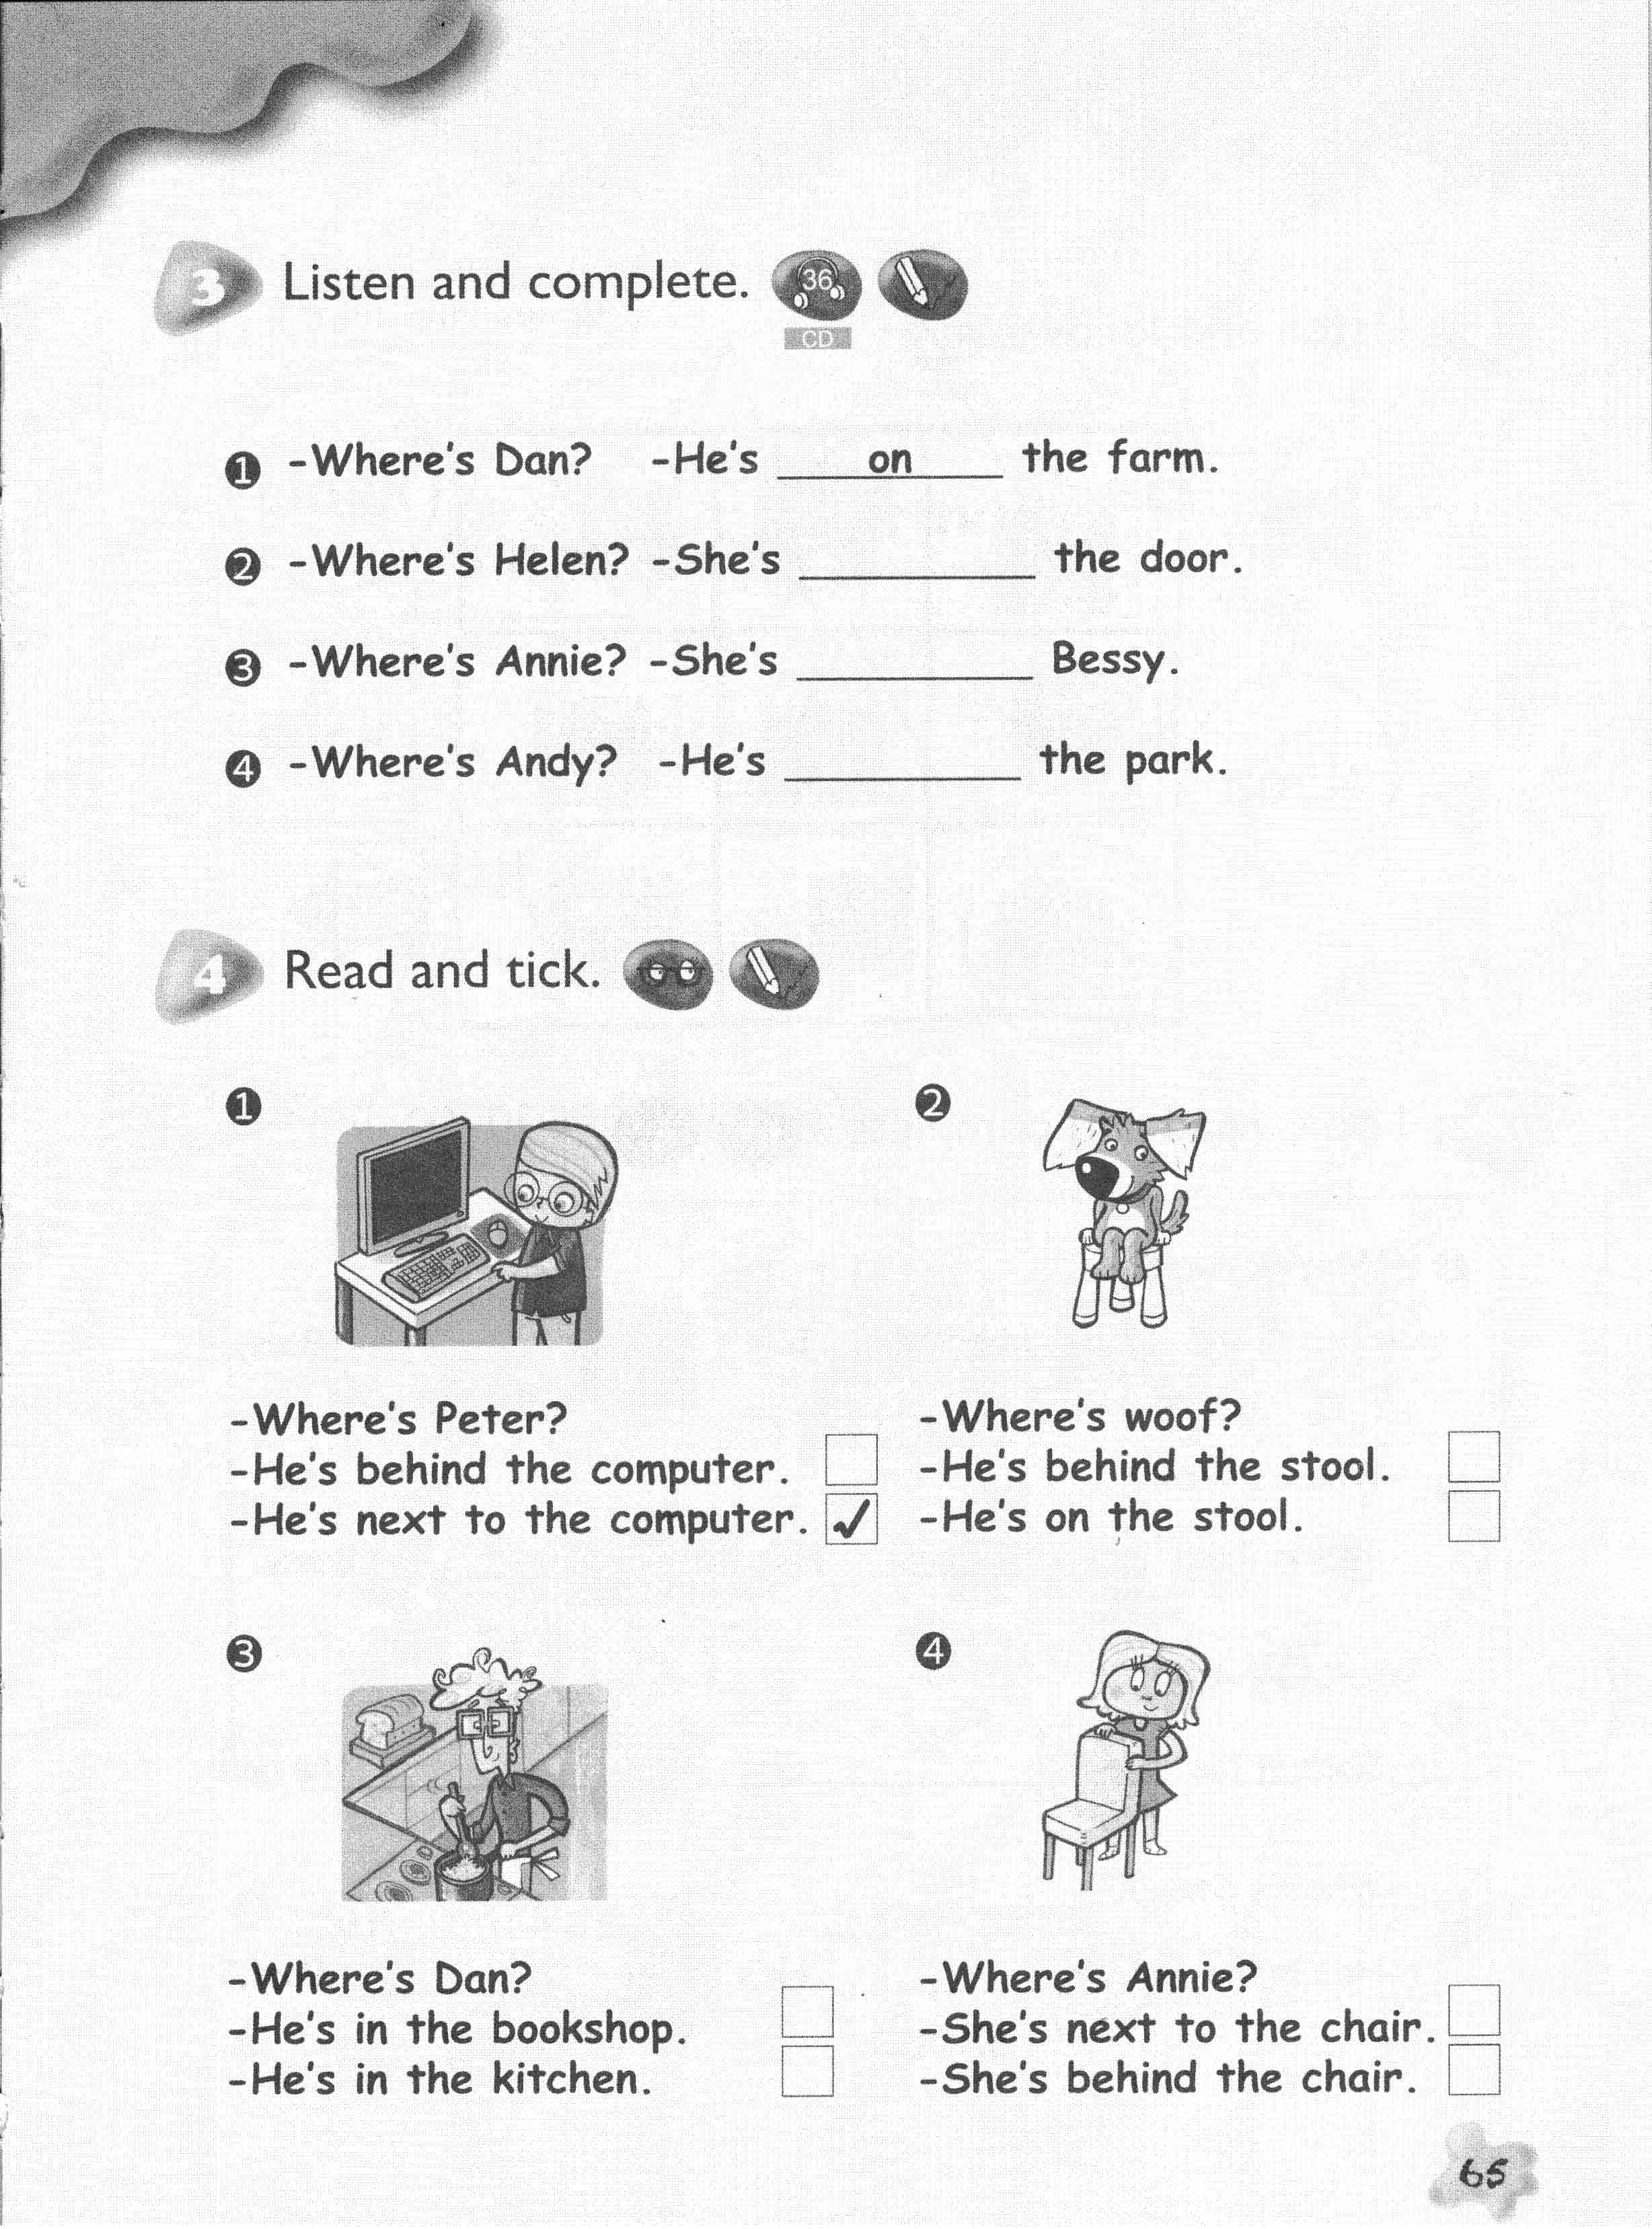 3 Listen and complete. 36
CD
1 -Where's Dan? -He's on the farm.
2 -Where's Helen? -She's ____________ the door.
3 -Where's Annie? -She's ____________ Bessy.
4 -Where's Andy? -He's ____________ the park.
4 Read and tick.
1
-Where's Peter?
-He's behind the computer.
-He's next to the computer. ✓
2
-Where's woof?
-He's behind the stool.
-He's on the stool.
3
-Where's Dan?
-He's in the bookshop.
-He's in the kitchen.
4
-Where's Annie?
-She's next to the chair.
-She's behind the chair.
65